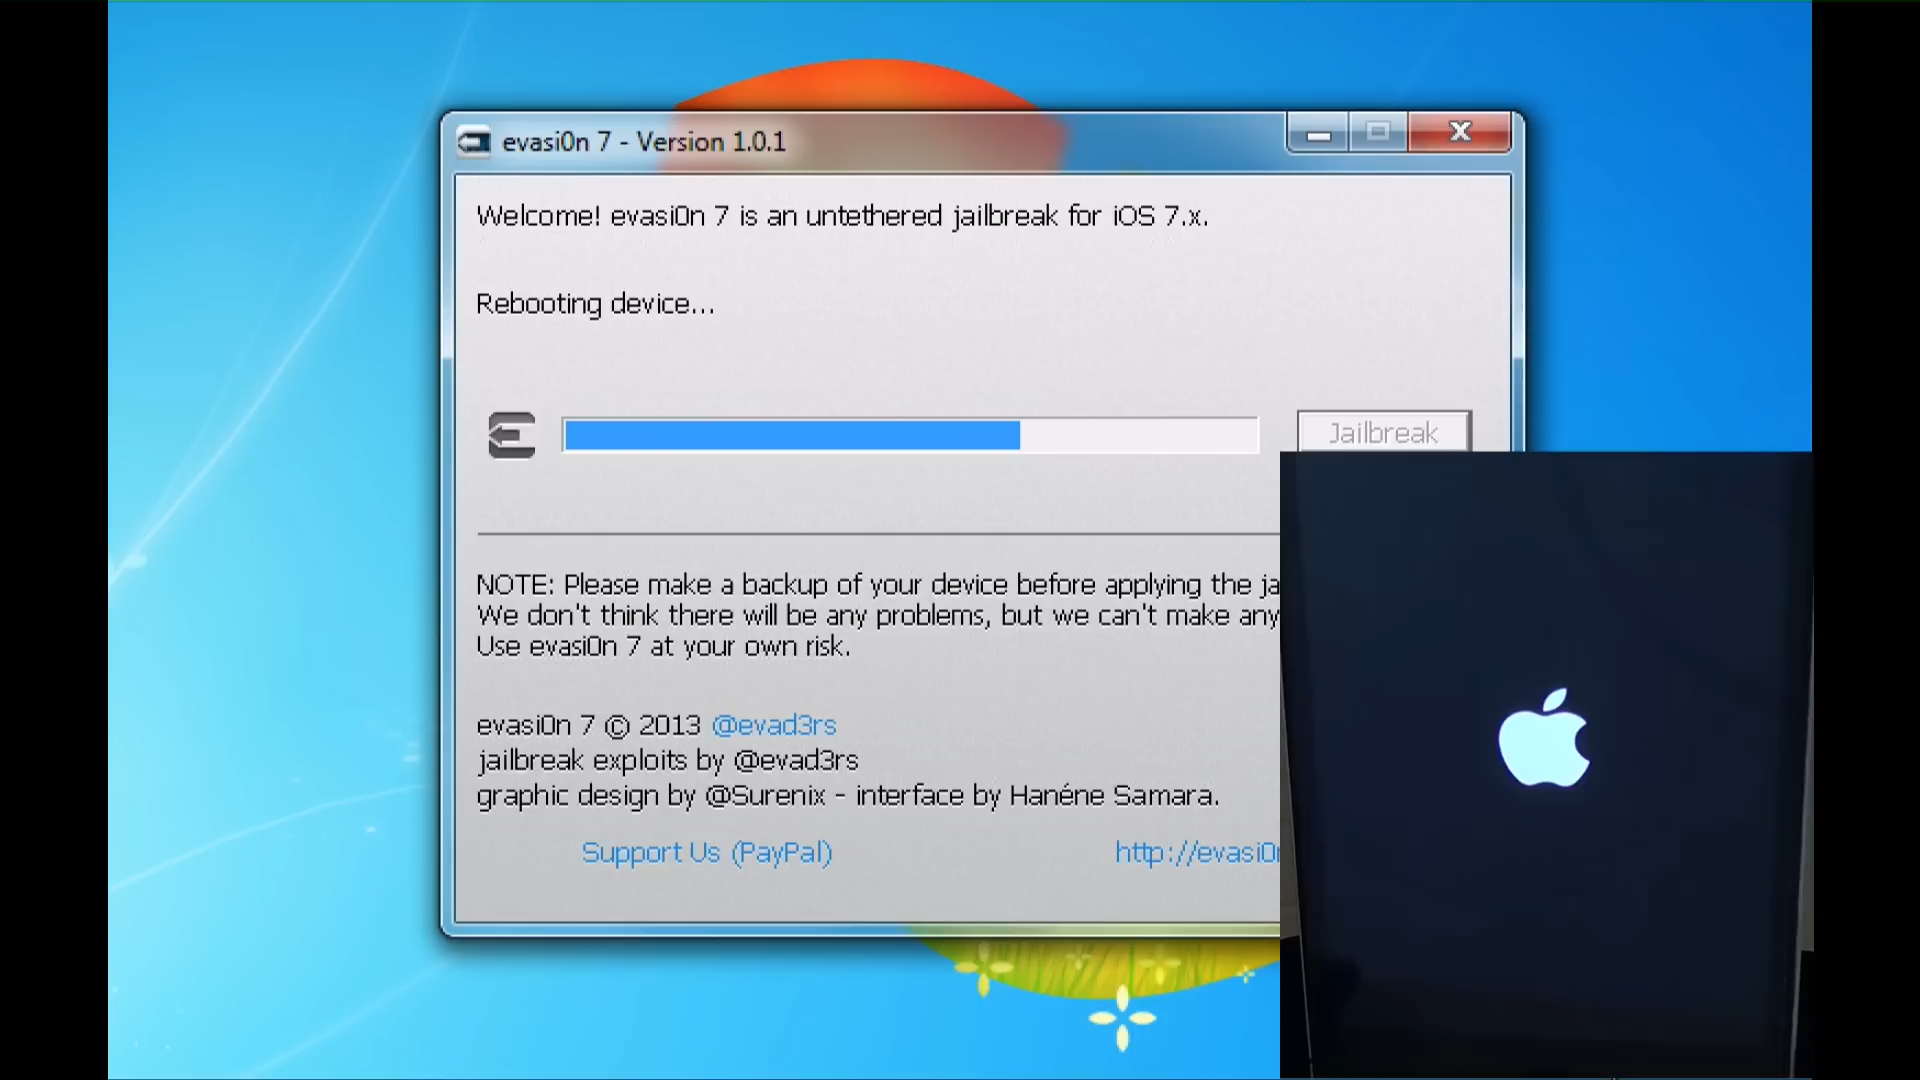 evasi0n 7 - Version 1.0.1
Welcome! evasi0n 7 is an untethered jailbreak for iOS 7.x.
Rebooting device...
Jailbreak
NOTE: Please make a backup of your device before applying the
We don't think there will be any problems, but we can't make any
Use evasi0n 7 at your own risk.
evasi0n 7 © 2013 @evad3rs
jailbreak exploits by @evad3rs
graphic design by @Surenix - interface by Hanéne Samara.
Support Us (PayPal)